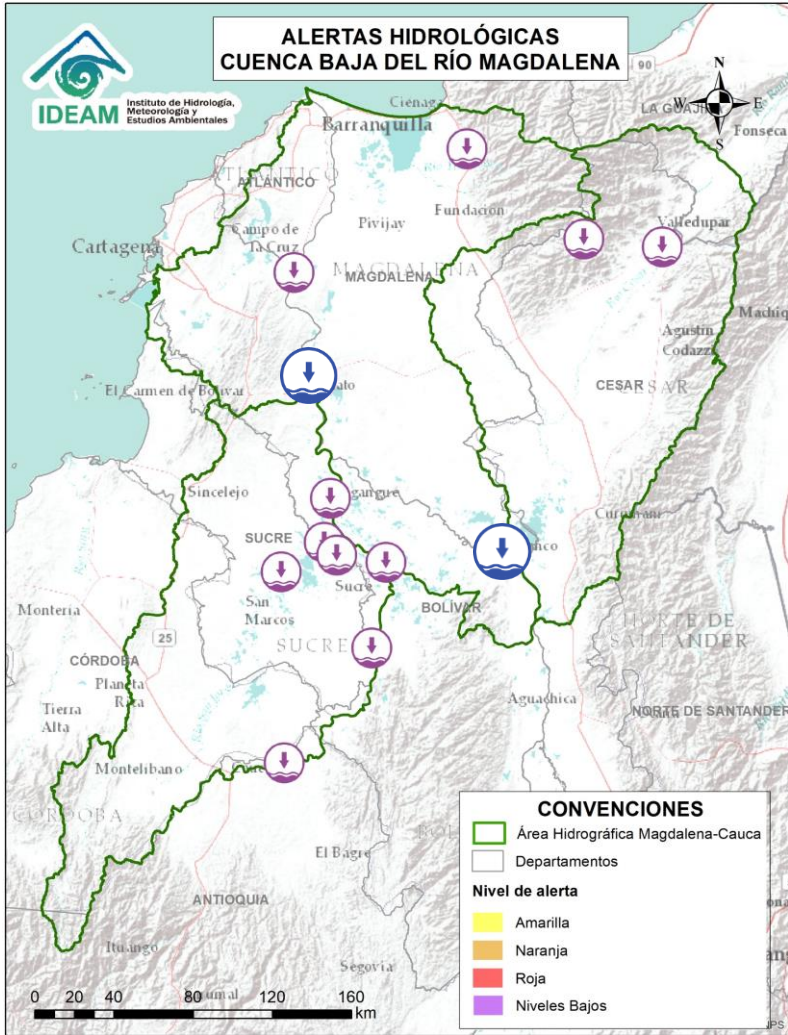 ALERTAS HIDROLÓGICAS
CUENCA BAJA DEL RÍO MAGDALENA
IDEAM
Instituto de Hidrología,
Meteorología y
Estudios Ambientales
N
W
E
S
90
LA GUAJIRA
Fonseca
Ciénaga
Barranquilla
ATLÁNTICO
ATLÁNTICO
Fundación
Pivijay
Campo de
la Cruz
Valledupar
Cartagena
MAGDALENA
MAGDALENA
Agustín
Codazzi
CESAR
CESAR
El Carmen de Bolívar
Sincelejo
Curumaní
SUCRE
Sucre
San
Marcos
BOLÍVAR
SUCRE
Montería
25
CÓRDOBA
NORTE DE
SANTANDER
Planeta
Rica
Aguachica
NORTE DE SANTANDER
Tierra
Alta
Montelibano
CÓRDOBA
El Bagre
ANTIOQUIA
Ituango
Segovia
CONVENCIONES
Área Hidrográfica Magdalena-Cauca
Departamentos
Nivel de alerta
Amarilla
Naranja
Roja
Niveles Bajos
0 10 20 40 80 120 160
km